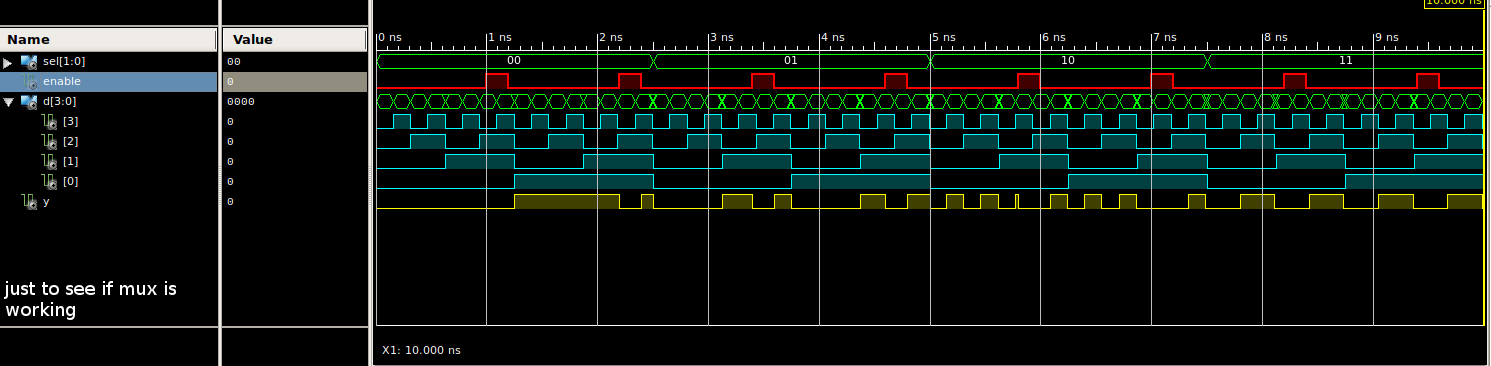 10.000 ns
Name Value
0 ns 1 ns 2 ns 3 ns 4 ns 5 ns 6 ns 7 ns 8 ns 9 ns
sel[1:0] 00 00 01 10 11
enable 0
d[3:0] 0000
[3] 0
[2] 0
[1] 0
[0] 0
y 0
just to see if mux is
working
X1: 10.000 ns